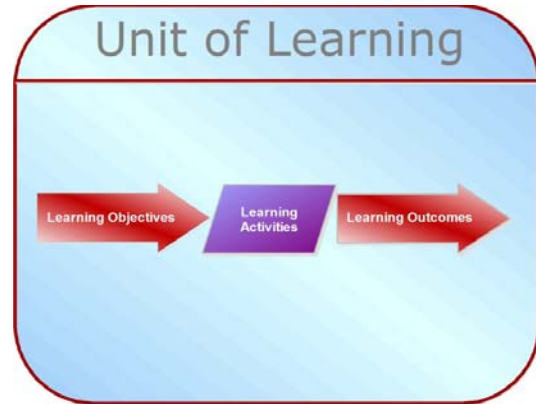 Unit of Learning
Learning Objectives
Learning
Activities
Learning Outcomes